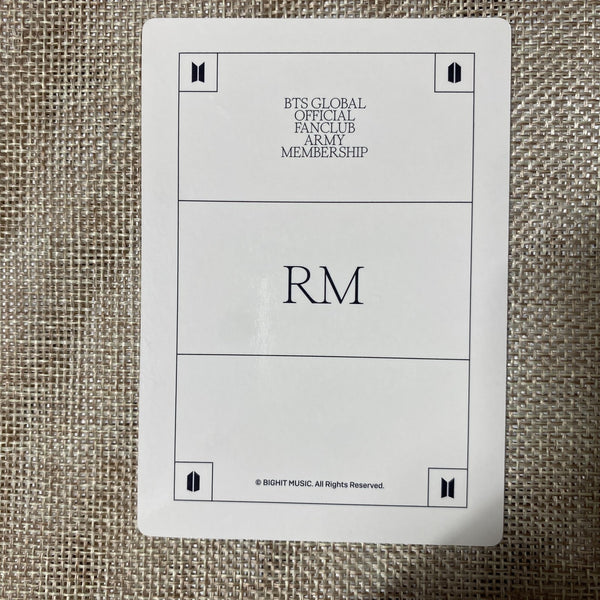 BTS GLOBAL
OFFICIAL
FANCLUB
ARMY
MEMBERSHIP
RM
© BIGHIT MUSIC. All Rights Reserved.